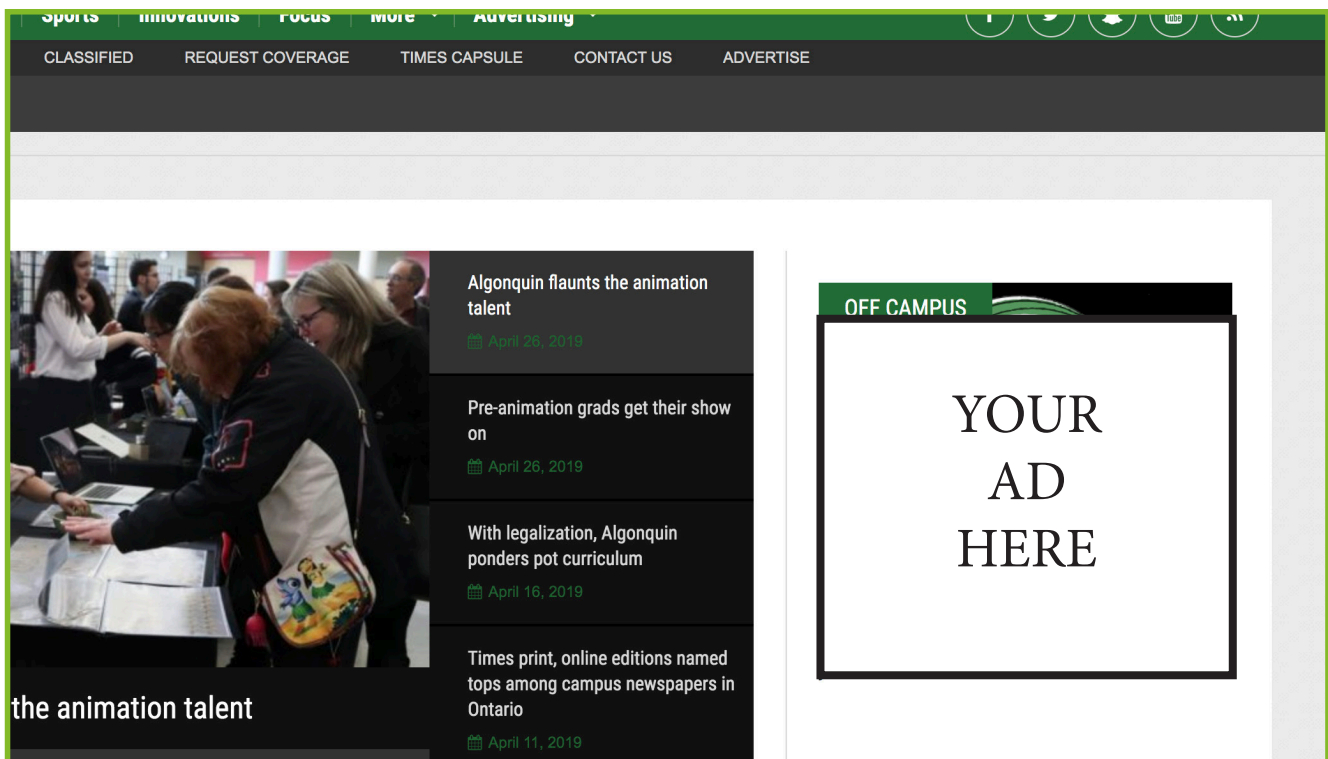 Sports Innovations Focus More Advertising
CLASSIFIED REQUEST COVERAGE TIMES CAPSULE CONTACT US ADVERTISE
Algonquin flaunts the animation
talent
April 26, 2019
Pre-animation grads get their show
on
April 26, 2019
With legalization, Algonquin
ponders pot curriculum
April 16, 2019
Times print, online editions named
tops among campus newspapers in
Ontario
April 11, 2019
the animation talent
OFF CAMPUS
YOUR
AD
HERE